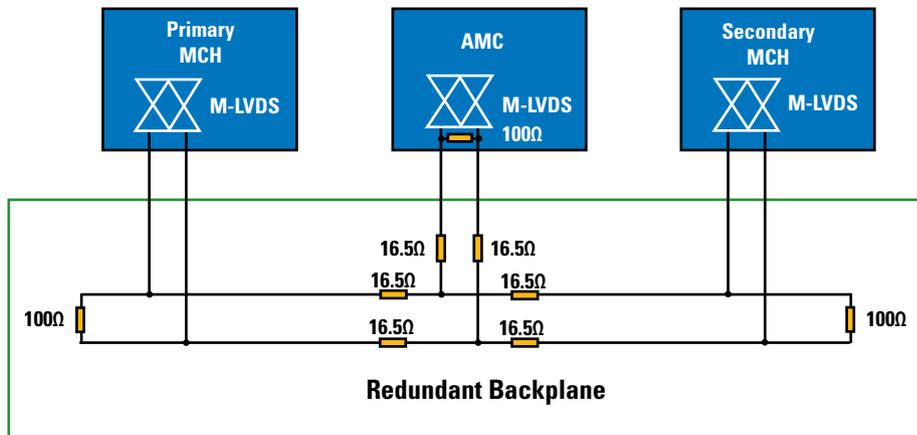 Primary
MCH
M-LVDS
AMC
M-LVDS
100Ω
Secondary
MCH
M-LVDS
16.5Ω
16.5Ω
16.5Ω
16.5Ω
100Ω
100Ω
16.5Ω
16.5Ω
Redundant Backplane